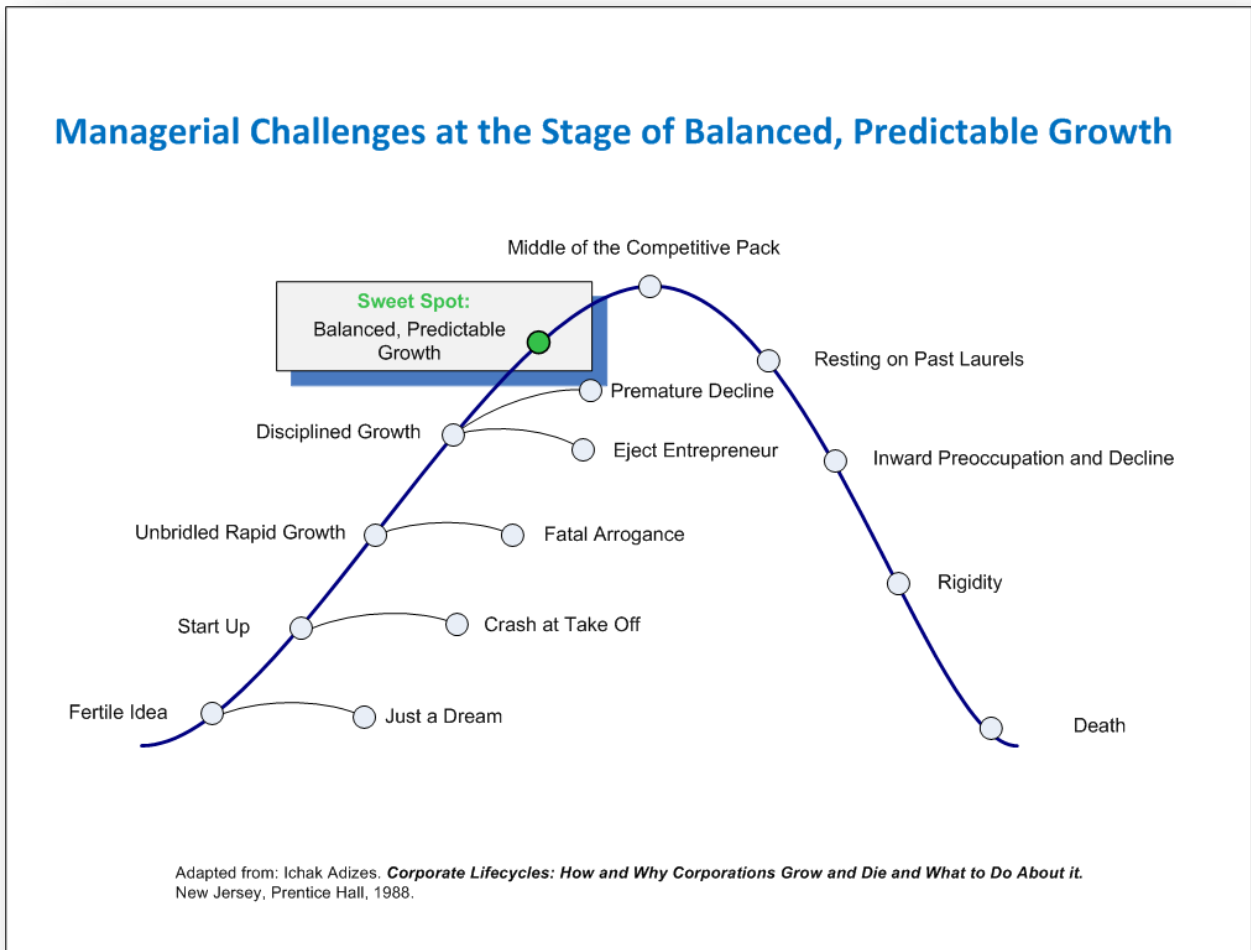 Managerial Challenges at the Stage of Balanced, Predictable Growth
Middle of the Competitive Pack
Sweet Spot:
Balanced, Predictable
Growth
Resting on Past Laurels
Premature Decline
Disciplined Growth
Eject Entrepreneur
Inward Preoccupation and Decline
Unbridled Rapid Growth
Fatal Arrogance
Rigidity
Start Up
Crash at Take Off
Fertile Idea
Just a Dream
Death
Adapted from: Ichak Adizes. Corporate Lifecycles: How and Why Corporations Grow and Die and What to Do About it.
New Jersey, Prentice Hall, 1988.